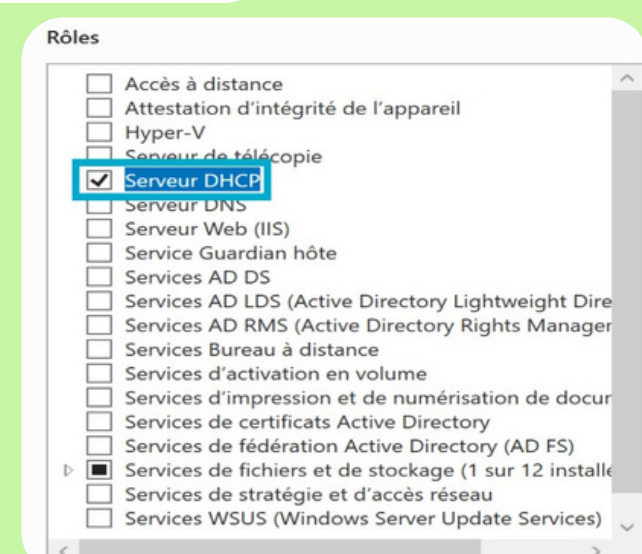 Rôles
Accès à distance
Attestation d’intégrité de l’appareil
Hyper-V
Serveur de télécopie
Serveur DHCP
Serveur DNS
Serveur Web (IIS)
Service Guardian hôte
Services AD DS
Services AD LDS (Active Directory Lightweight Dire
Services AD RMS (Active Directory Rights Manager
Services Bureau à distance
Services d’activation en volume
Services d’impression et de numérisation de docur
Services de certificats Active Directory
Services de fédération Active Directory (AD FS)
Services de fichiers et de stockage (1 sur 12 installé
Services de stratégie et d’accès réseau
Services WSUS (Windows Server Update Services)